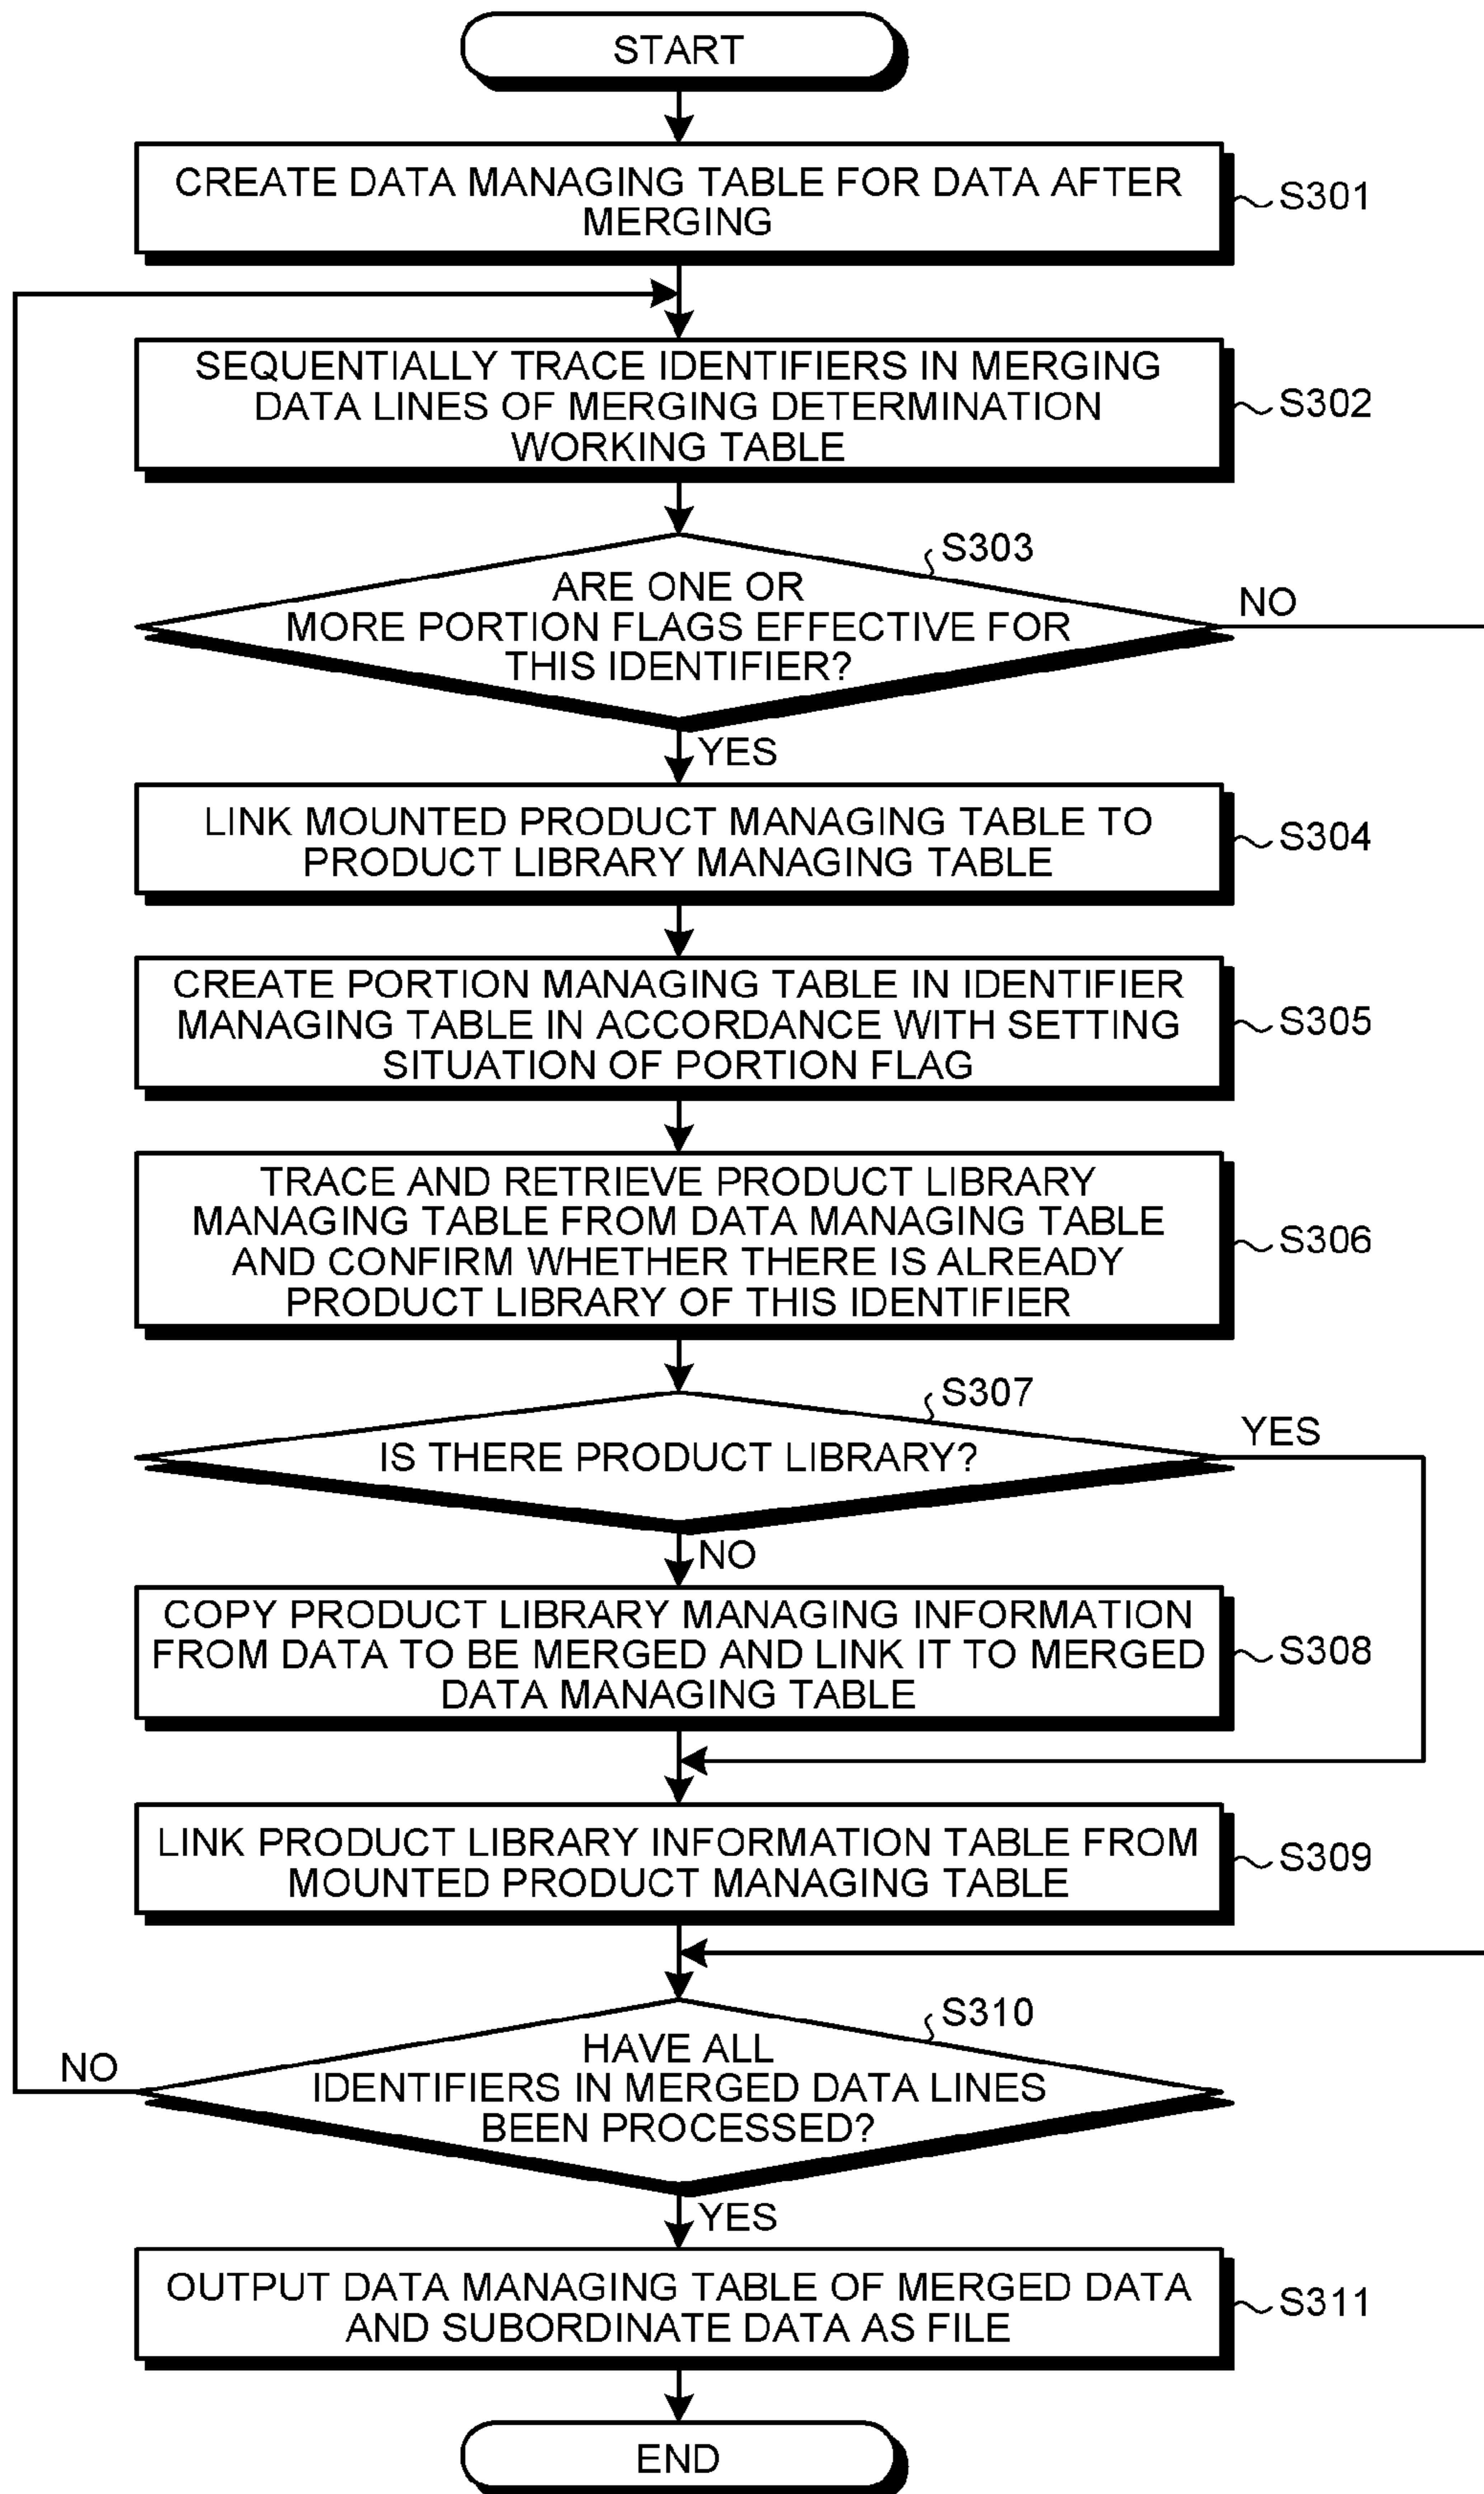 START
CREATE DATA MANAGING TABLE FOR DATA AFTER
MERGING
S301
SEQUENTIALLY TRACE IDENTIFIERS IN MERGING
DATA LINES OF MERGING DETERMINATION
WORKING TABLE
S302
S303
ARE ONE OR
MORE PORTION FLAGS EFFECTIVE FOR
THIS IDENTIFIER?
NO
YES
LINK MOUNTED PRODUCT MANAGING TABLE TO
PRODUCT LIBRARY MANAGING TABLE
S304
CREATE PORTION MANAGING TABLE IN IDENTIFIER
MANAGING TABLE IN ACCORDANCE WITH SETTING
SITUATION OF PORTION FLAG
S305
TRACE AND RETRIEVE PRODUCT LIBRARY
MANAGING TABLE FROM DATA MANAGING TABLE
AND CONFIRM WHETHER THERE IS ALREADY
PRODUCT LIBRARY OF THIS IDENTIFIER
S306
S307
IS THERE PRODUCT LIBRARY?
YES
NO
COPY PRODUCT LIBRARY MANAGING INFORMATION
FROM DATA TO BE MERGED AND LINK IT TO MERGED
DATA MANAGING TABLE
S308
LINK PRODUCT LIBRARY INFORMATION TABLE FROM
MOUNTED PRODUCT MANAGING TABLE
S309
S310
HAVE ALL
IDENTIFIERS IN MERGED DATA LINES
BEEN PROCESSED?
NO
YES
OUTPUT DATA MANAGING TABLE OF MERGED DATA
AND SUBORDINATE DATA AS FILE
S311
END